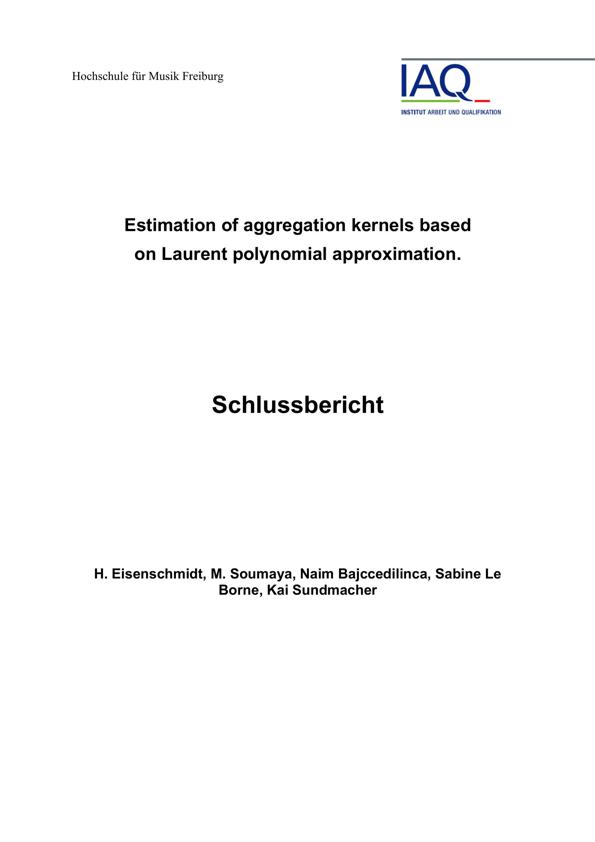 Hochschule für Musik Freiburg
IAQ
INSTITUT ARBEIT UND QUALIFIKATION
Estimation of aggregation kernels based
on Laurent polynomial approximation.
Schlussbericht
H. Eisenschmidt, M. Soumaya, Naim Bajccedilinca, Sabine Le
Borne, Kai Sundmacher